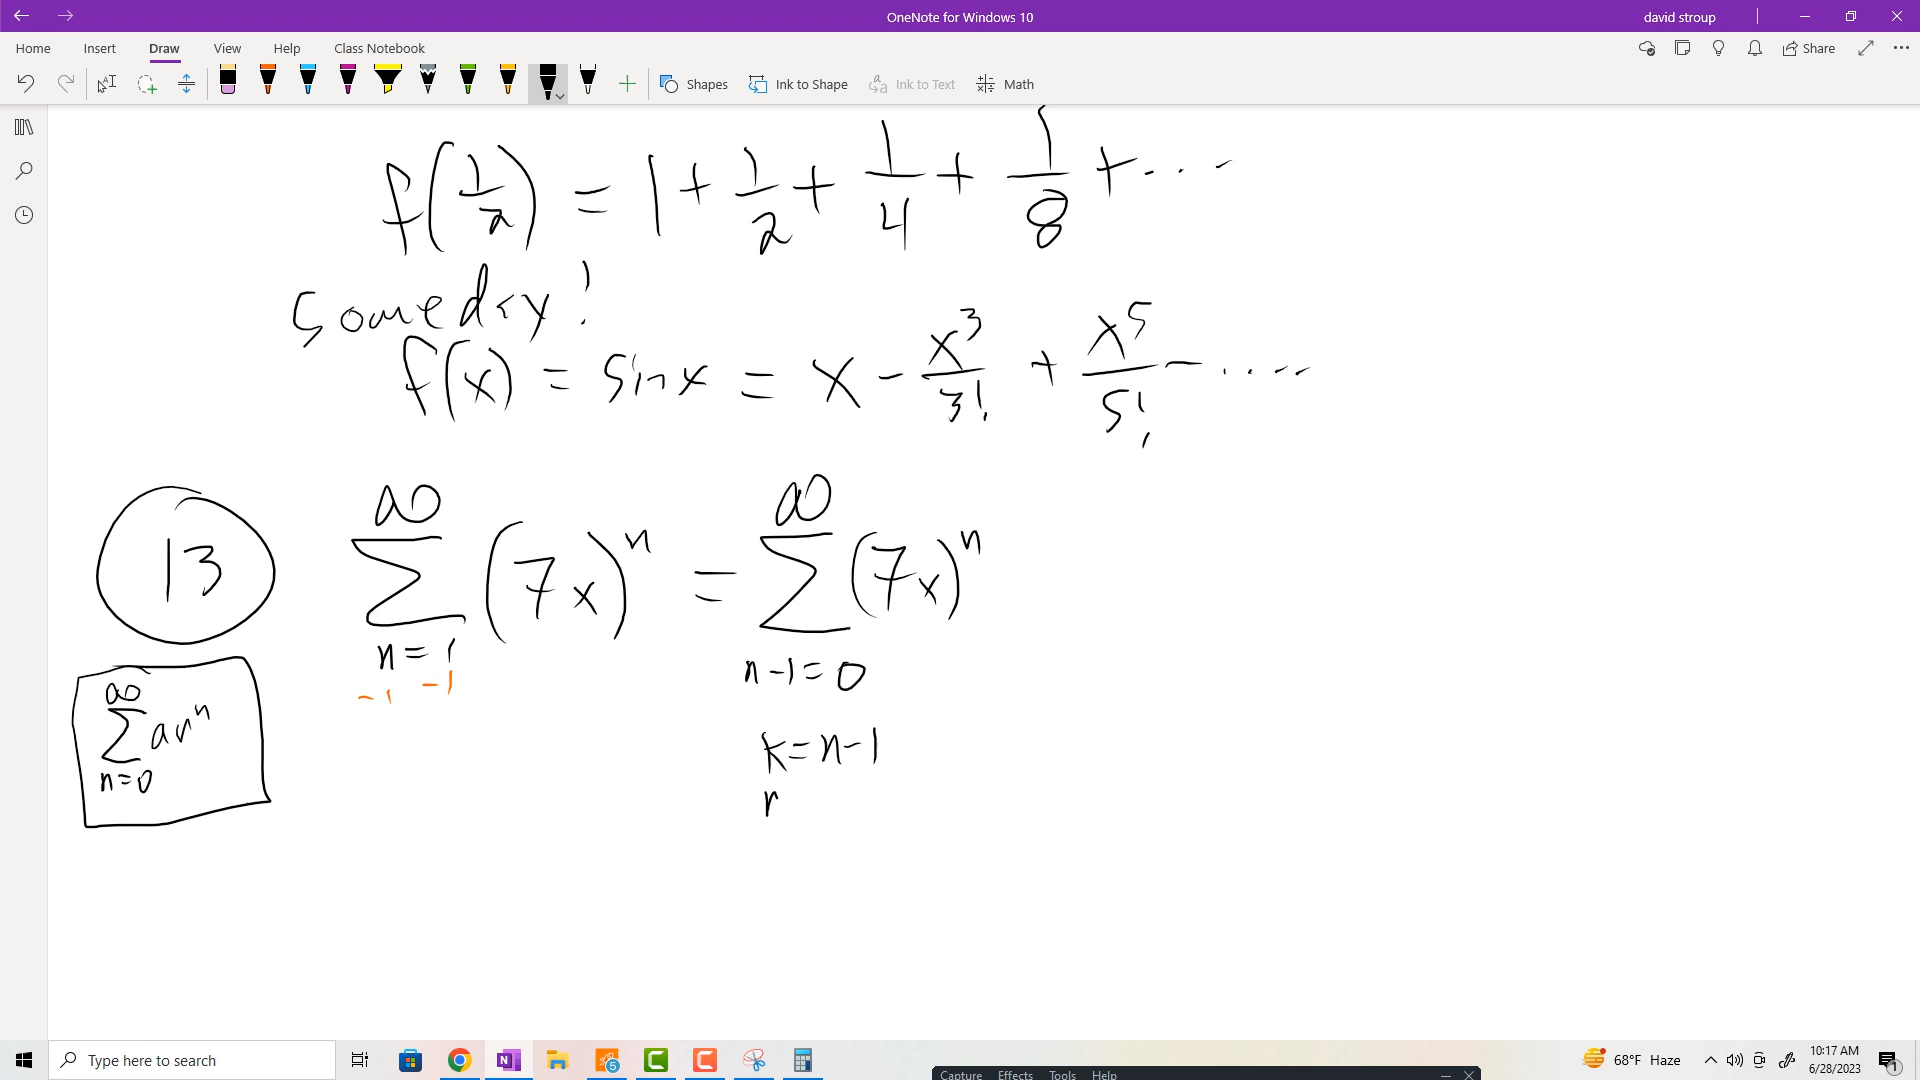 OneNote for Windows 10
david stroup
Home Insert Draw View Help Class Notebook
Share
Shapes Ink to Shape Ink to Text Math
f(1/2) = 1 + 1/2 + 1/4 + 1/8 + ....
Someday!
f(x) = sin x = x - x^3/3! + x^5/5! - ....
13
∑_{n=1}^{∞} (7x)^n = ∑_{n-1=0}^{∞} (7x)^n
-1 -1
∑_{n=0}^{∞} ar^n
k = n-1
Type here to search
5
68°F Haze
10:17 AM
6/28/2023
1
Capture Effects Tools Help